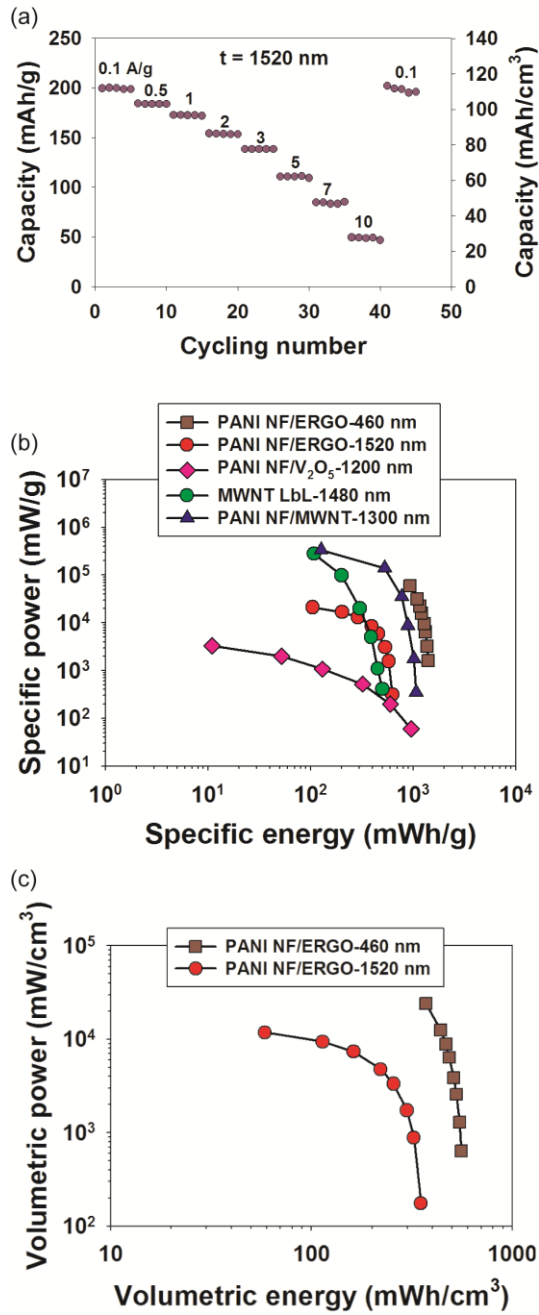 (a)
t = 1520 nm
0.1 A/g
0.5
1
2
3
5
7
10
0.1
Capacity (mAh/g)
250
200
150
100
50
0
Capacity (mAh/cm³)
140
120
100
80
60
40
20
0
0 10 20 30 40 50
Cycling number
(b)
PANI NF/ERGO-460 nm
PANI NF/ERGO-1520 nm
PANI NF/V₂O₅-1200 nm
MWNT LbL-1480 nm
PANI NF/MWNT-1300 nm
Specific power (mW/g)
10⁷
10⁶
10⁵
10⁴
10³
10²
10¹
10⁰ 10¹ 10² 10³ 10⁴
Specific energy (mWh/g)
(c)
PANI NF/ERGO-460 nm
PANI NF/ERGO-1520 nm
Volumetric power (mW/cm³)
10⁵
10⁴
10³
10²
10 100 1000
Volumetric energy (mWh/cm³)